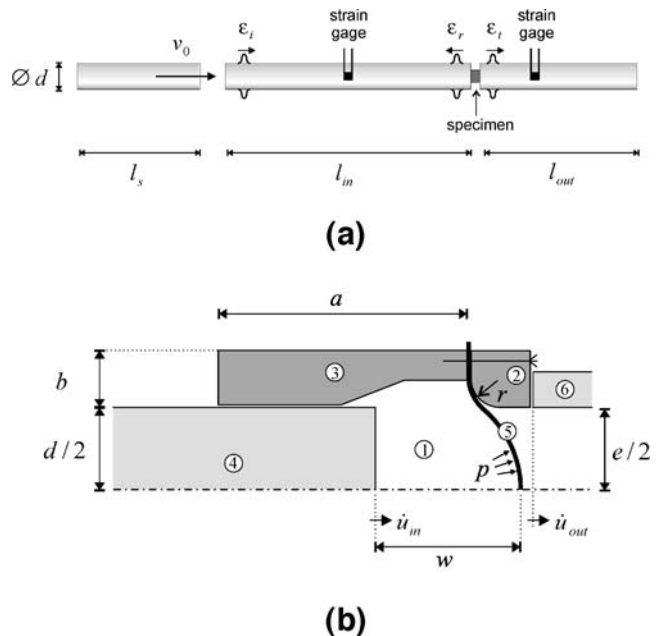 strain gage
strain gage
ε_i
ε_r
ε_t
v_0
Ø d
specimen
l_s
l_in
l_out
(a)
a
b
③
②
⑥
r
d/2
④
①
⑤
p
e/2
u̇_in
u̇_out
w
(b)